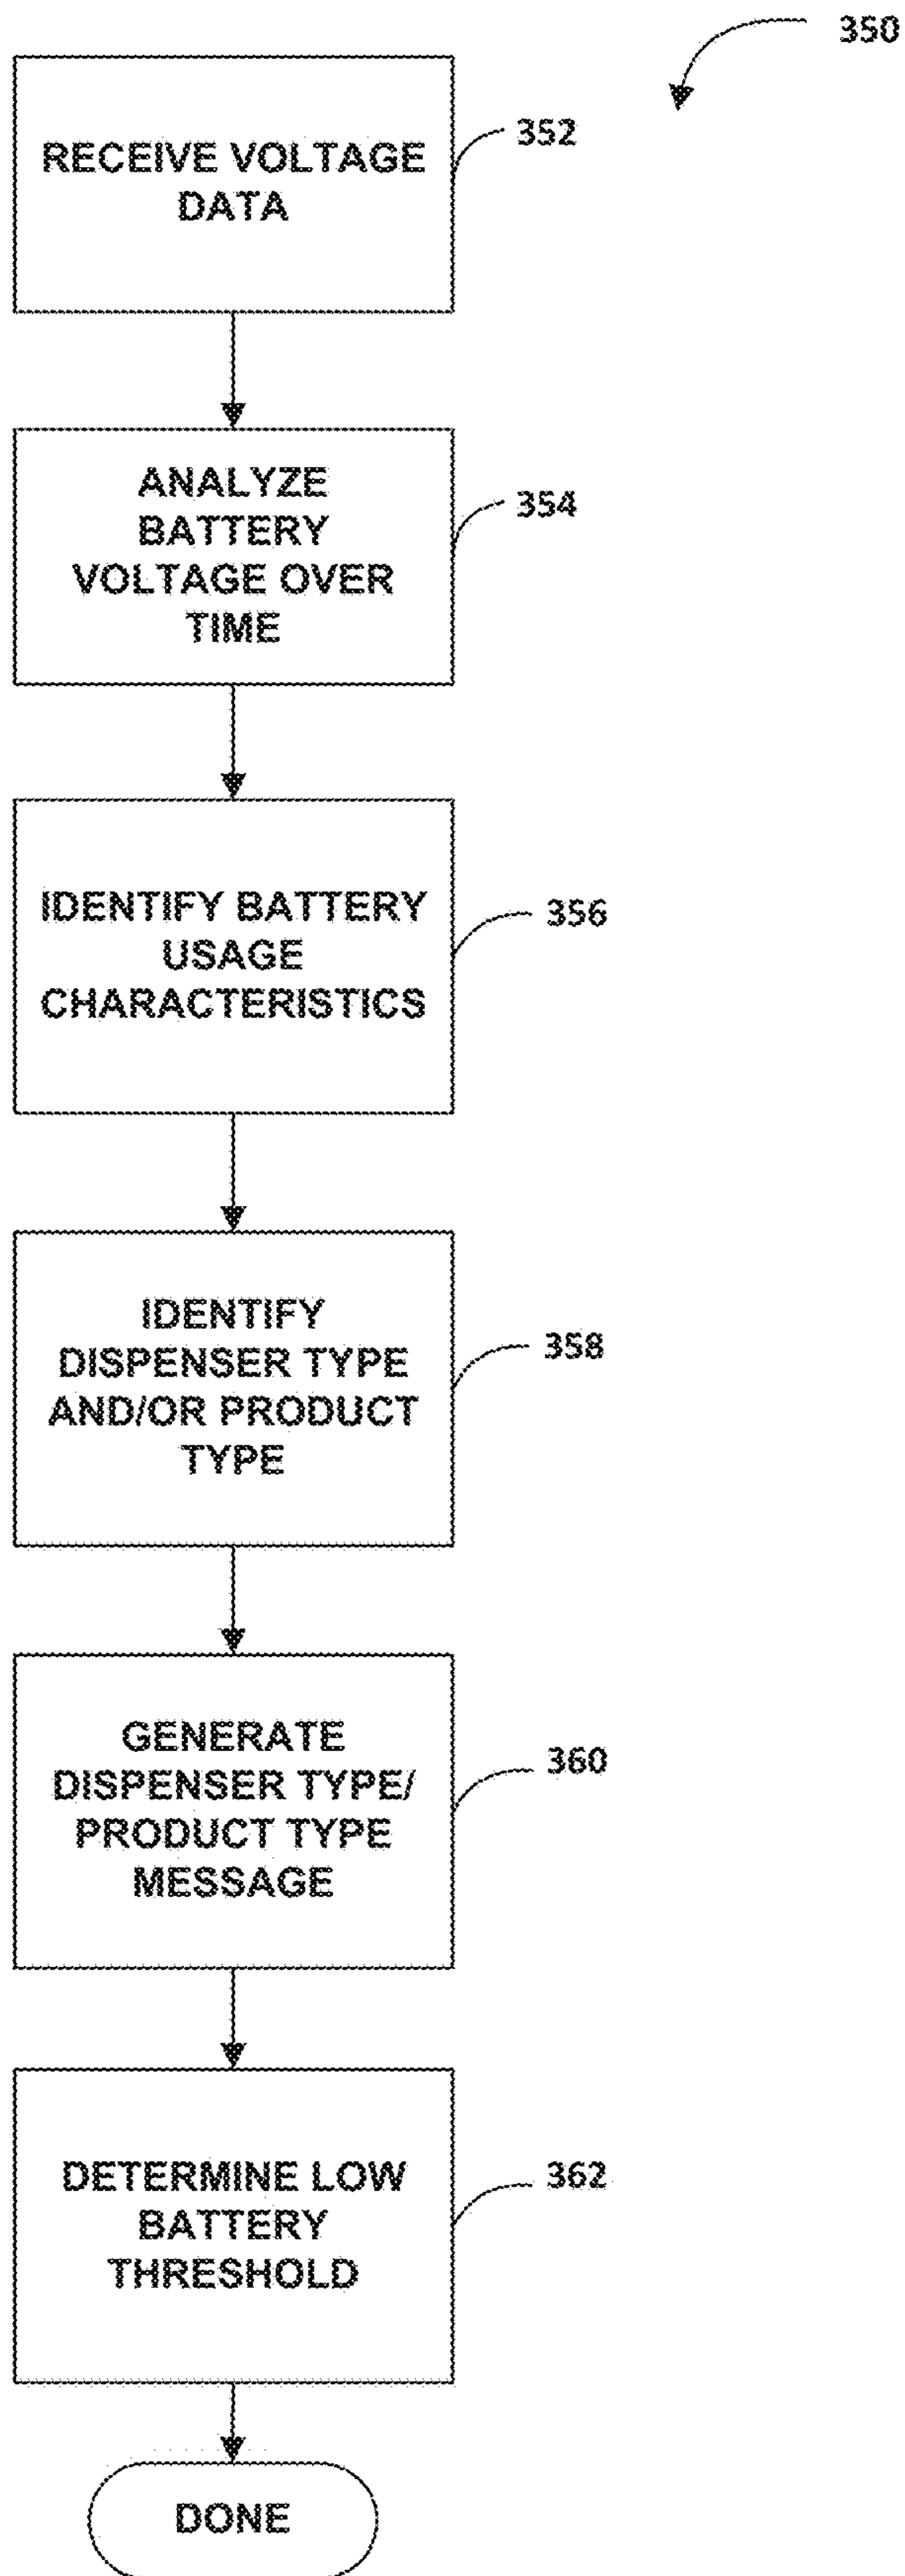 350
RECEIVE VOLTAGE
DATA
352
ANALYZE
BATTERY
VOLTAGE OVER
TIME
354
IDENTIFY BATTERY
USAGE
CHARACTERISTICS
356
IDENTIFY
DISPENSER TYPE
AND/OR PRODUCT
TYPE
358
GENERATE
DISPENSER TYPE/
PRODUCT TYPE
MESSAGE
360
DETERMINE LOW
BATTERY
THRESHOLD
362
DONE